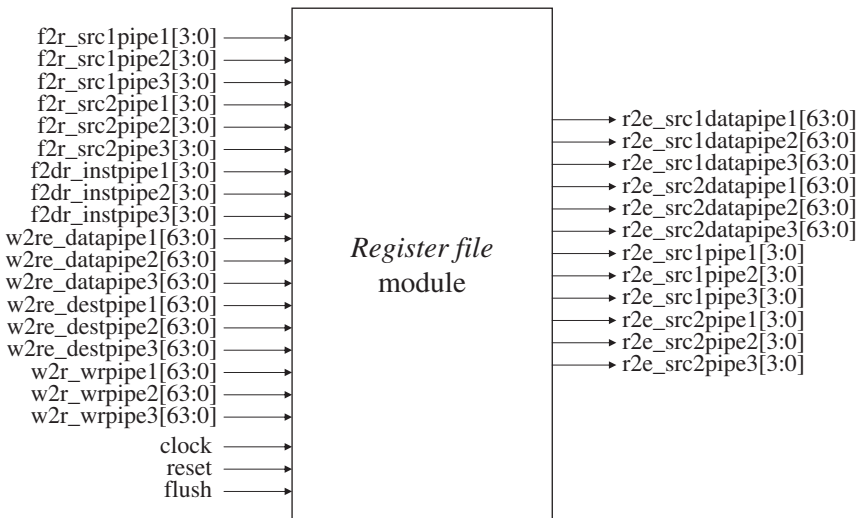 f2r_src1pipe1[3:0]
f2r_src1pipe2[3:0]
f2r_src1pipe3[3:0]
f2r_src2pipe1[3:0]
f2r_src2pipe2[3:0]
f2r_src2pipe3[3:0]
f2dr_instpipe1[3:0]
f2dr_instpipe2[3:0]
f2dr_instpipe3[3:0]
w2re_datapipe1[63:0]
w2re_datapipe2[63:0]
w2re_datapipe3[63:0]
w2re_destpipe1[63:0]
w2re_destpipe2[63:0]
w2re_destpipe3[63:0]
w2r_wrpipe1[63:0]
w2r_wrpipe2[63:0]
w2r_wrpipe3[63:0]
clock
reset
flush
Register file
module
r2e_src1datapipe1[63:0]
r2e_src1datapipe2[63:0]
r2e_src1datapipe3[63:0]
r2e_src2datapipe1[63:0]
r2e_src2datapipe2[63:0]
r2e_src2datapipe3[63:0]
r2e_src1pipe1[3:0]
r2e_src1pipe2[3:0]
r2e_src1pipe3[3:0]
r2e_src2pipe1[3:0]
r2e_src2pipe2[3:0]
r2e_src2pipe3[3:0]